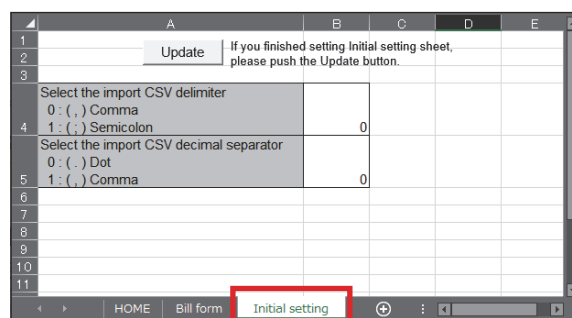 A B C D E
1
2
3
4
5
6
7
8
9
10
11
Update
If you finished setting Initial setting sheet,
please push the Update button.
Select the import CSV delimiter
0 : ( , ) Comma
1 : ( ; ) Semicolon 0
Select the import CSV decimal separator
0 : ( . ) Dot
1 : ( , ) Comma 0
HOME Bill form Initial setting